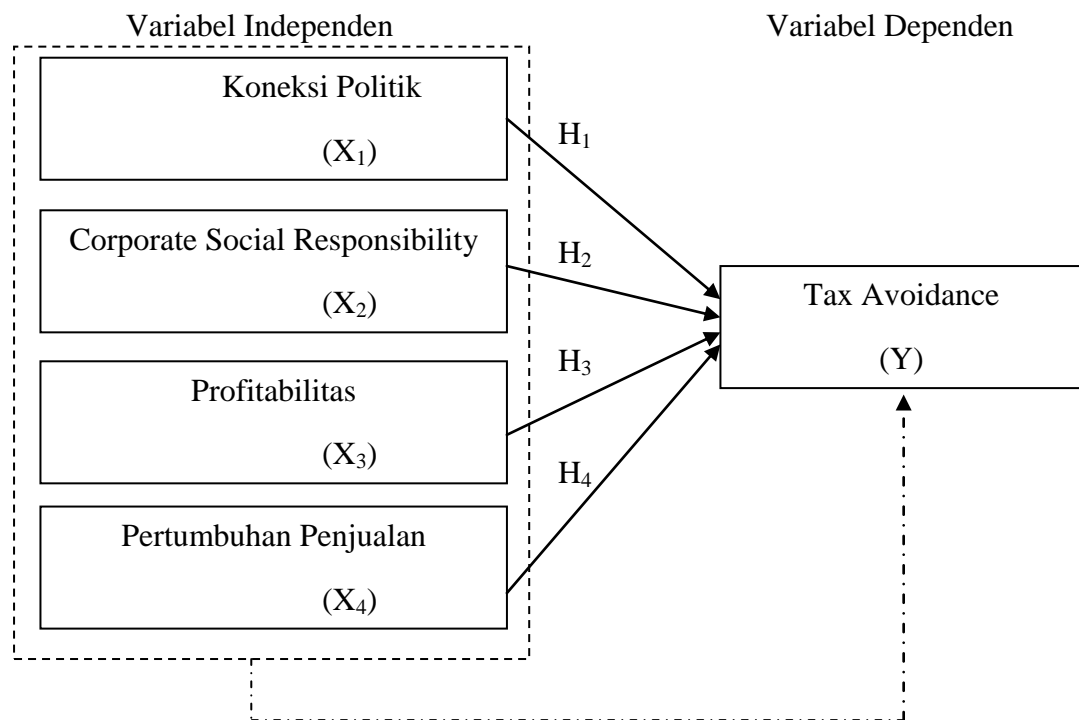 Variabel Independen
Variabel Dependen
Koneksi Politik
(X₁)
H₁
Corporate Social Responsibility
(X₂)
H₂
Tax Avoidance
(Y)
Profitabilitas
(X₃)
H₃
Pertumbuhan Penjualan
(X₄)
H₄